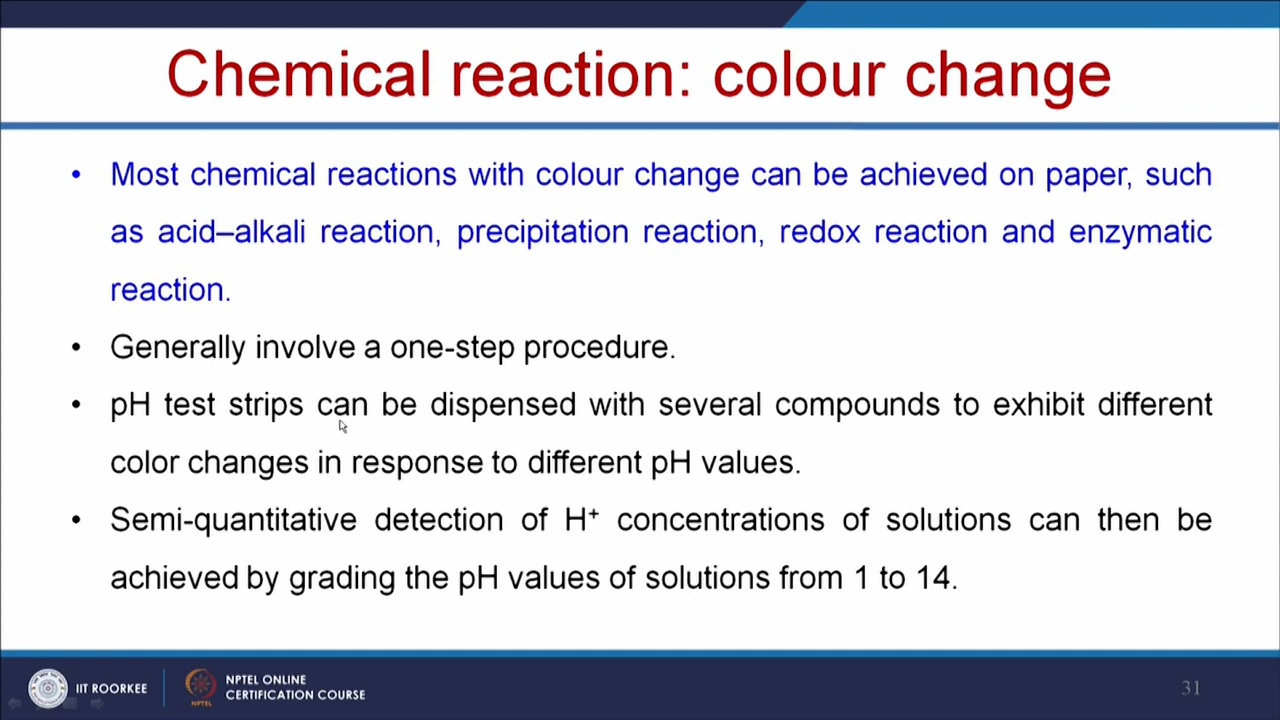 Chemical reaction: colour change
• Most chemical reactions with colour change can be achieved on paper, such
as acid–alkali reaction, precipitation reaction, redox reaction and enzymatic
reaction.
• Generally involve a one-step procedure.
• pH test strips can be dispensed with several compounds to exhibit different
color changes in response to different pH values.
• Semi-quantitative detection of H⁺ concentrations of solutions can then be
achieved by grading the pH values of solutions from 1 to 14.
IIT ROORKEE
NPTEL
NPTEL ONLINE
CERTIFICATION COURSE
31